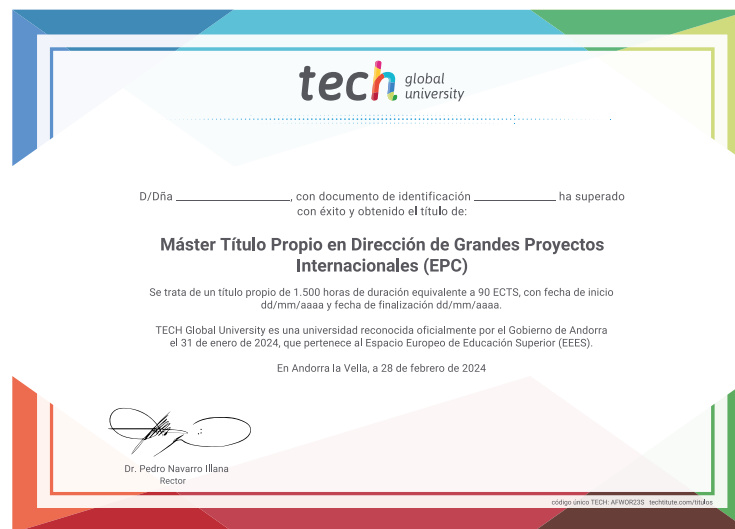 tech global university
D/Dña ______________, con documento de identificación __________ ha superado
con éxito y obtenido el título de:
Máster Título Propio en Dirección de Grandes Proyectos
Internacionales (EPC)
Se trata de un título propio de 1.500 horas de duración equivalente a 90 ECTS, con fecha de inicio
dd/mm/aaaa y fecha de finalización dd/mm/aaaa.
TECH Global University es una universidad reconocida oficialmente por el Gobierno de Andorra
el 31 de enero de 2024, que pertenece al Espacio Europeo de Educación Superior (EEES).
En Andorra la Vella, a 28 de febrero de 2024
Dr. Pedro Navarro Illana
Rector
código único TECH: AFWOR23S techtitute.com/titulos